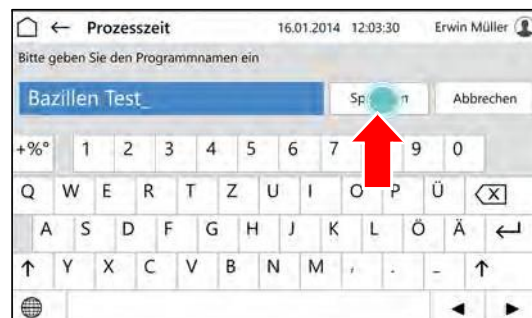 Prozesszeit 16.01.2014 12:03:30 Erwin Müller
Bitte geben Sie den Programmnamen ein
Bazillen Test_ Abbrechen
+%° 1 2 3 4 5 6 7 9 0
Q W E R T Z U I O P Ü
A S D F G H J K L Ö Ä
Y X C V B N M , . -